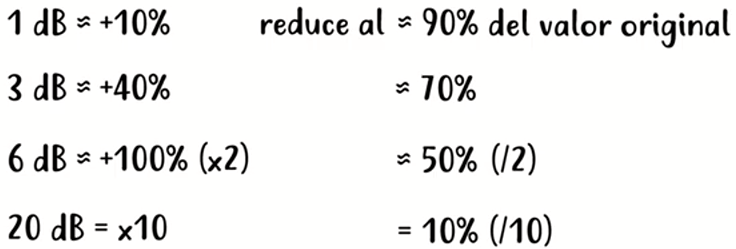 1 dB ≈ +10% reduce al ≈ 90% del valor original
3 dB ≈ +40% ≈ 70%
6 dB ≈ +100% (x2) ≈ 50% (/2)
20 dB = x10 = 10% (/10)